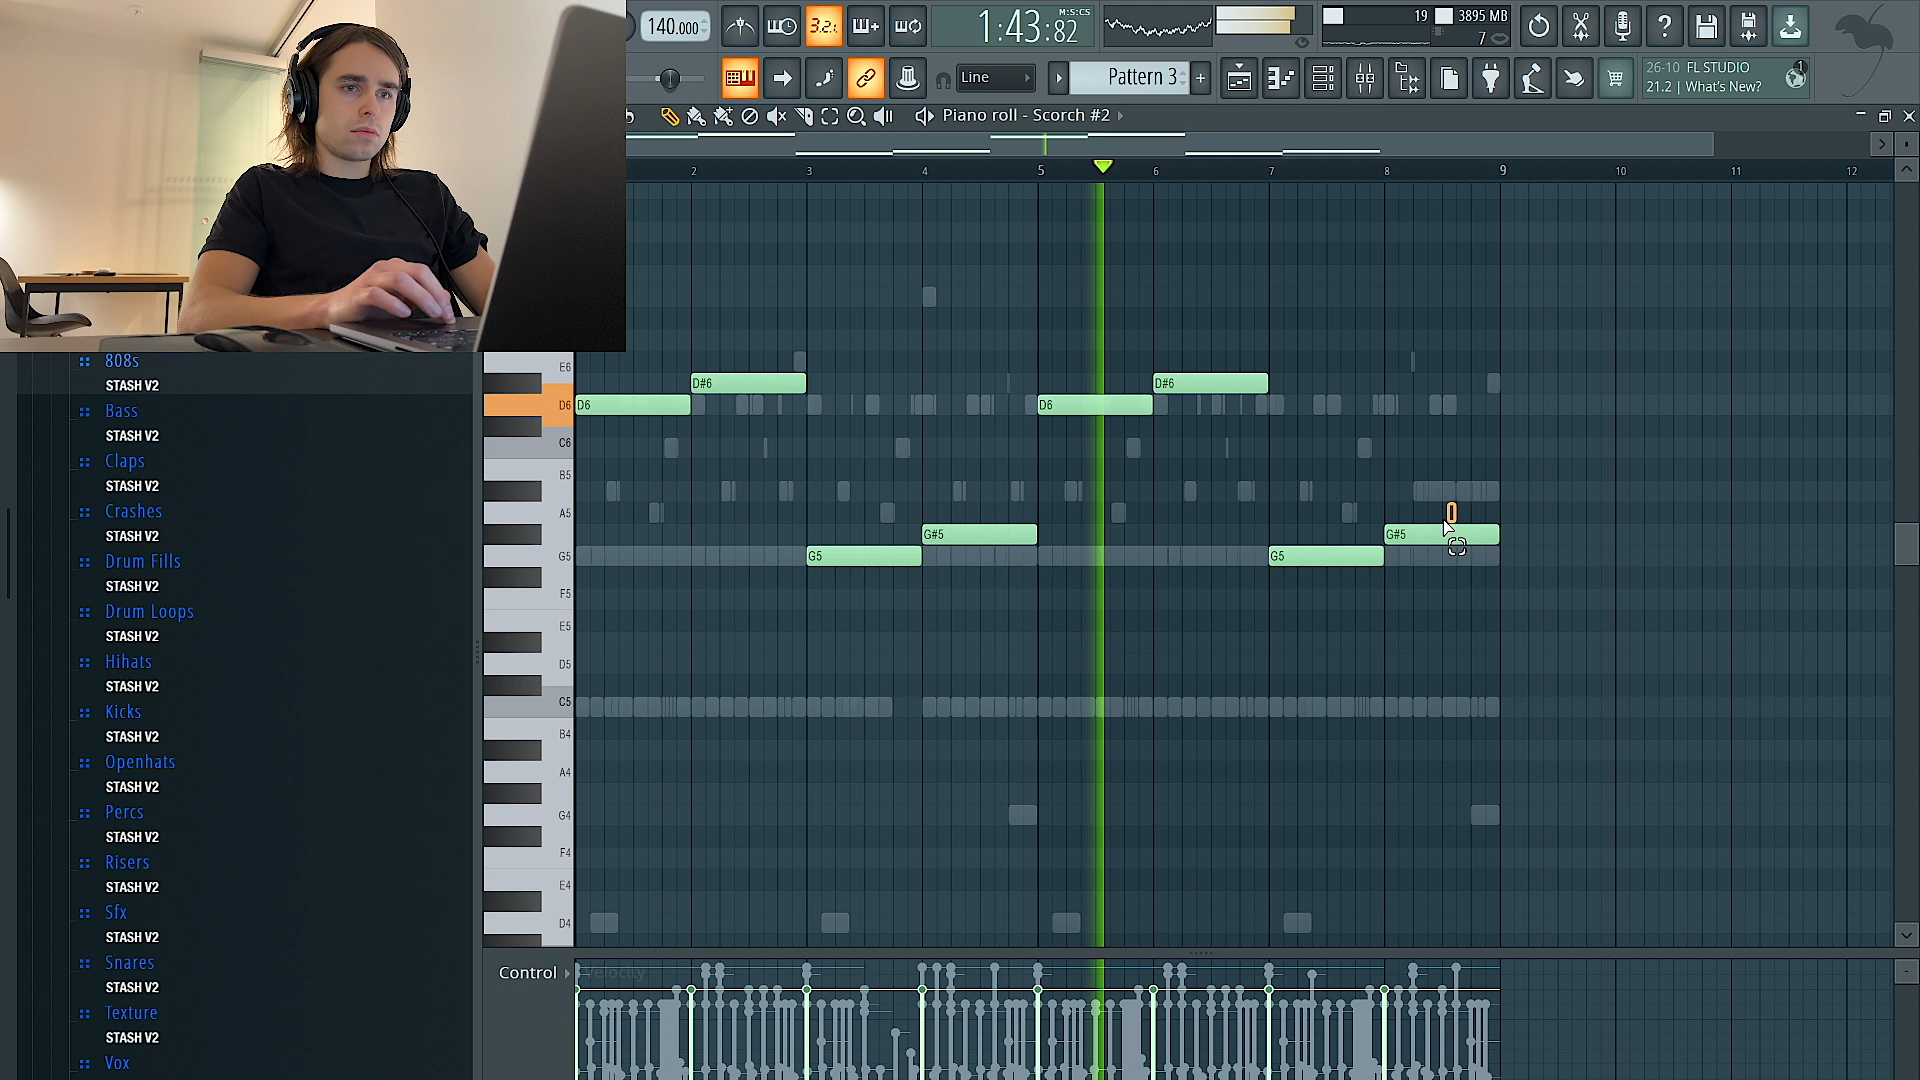 140.000
3.2.
1:43:82
M:S:CS
19
3895 MB
7
Line
Pattern 3
26-10 FL STUDIO
21.2 | What's New?
1
Piano roll - Scorch #2
2 3 4 5 6 7 8 9 10 11 12
808s
STASH V2
Bass
STASH V2
Claps
STASH V2
Crashes
STASH V2
Drum Fills
STASH V2
Drum Loops
STASH V2
Hihats
STASH V2
Kicks
STASH V2
Openhats
STASH V2
Percs
STASH V2
Risers
STASH V2
Sfx
STASH V2
Snares
STASH V2
Texture
STASH V2
Vox
E6
D6
C6
B5
A5
G5
F5
E5
D5
C5
B4
A4
G4
F4
E4
D4
D#6 D#6
D6 D6
G#5 G#5
G5 G5
Control
Velocity